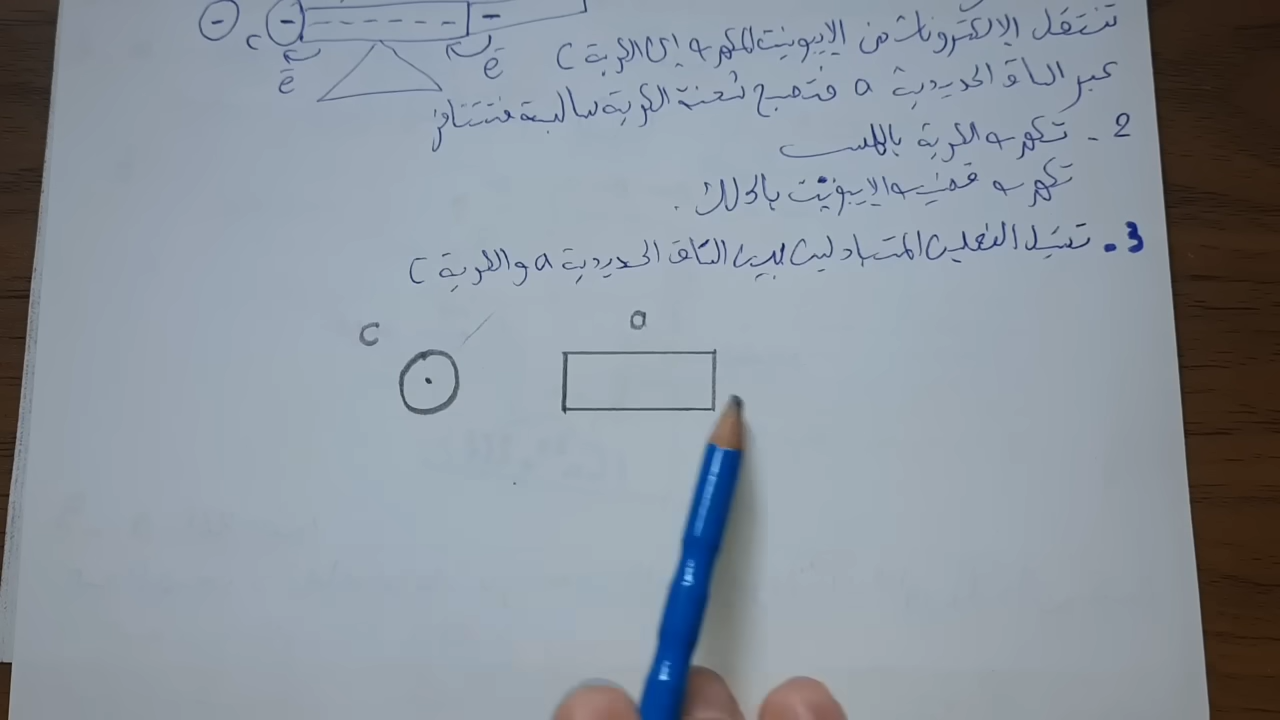 - - - - - - - -
c ē ē
تنتقل الإلكترونات من الإيبونيت المكهرب إلى الكرية C
عبر الساق الحديدية a فتصبح شحنة الكرية سالبة فتتنافر
2 - تكهرب الكرية باللمس
تكهرب قضيب الإيبونيت بالدلك .
3 . تمثيل الفعلين المتبادلين بين الساق الحديدية a والكرية C
c a